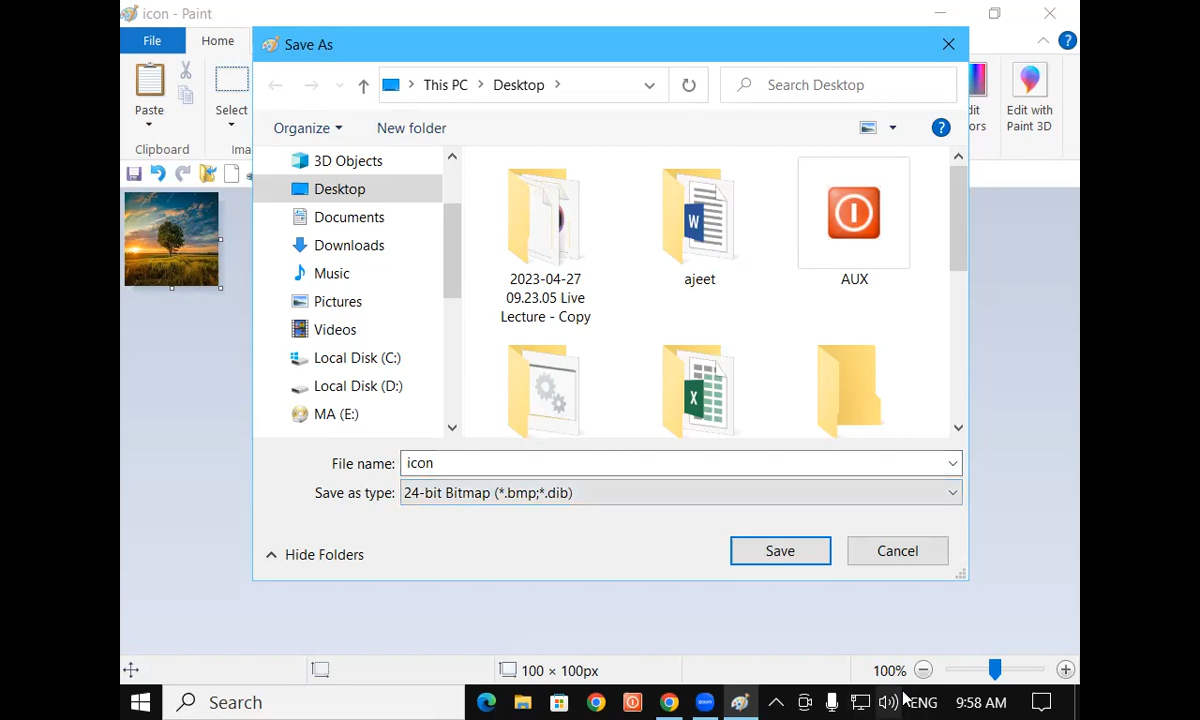 icon - Paint
File
Home
Save As
This PC
Desktop
Search Desktop
Paste
Select
Clipboard
Ima
Edit with
Paint 3D
dit
ors
Organize
New folder
3D Objects
Desktop
Documents
Downloads
Music
Pictures
Videos
Local Disk (C:)
Local Disk (D:)
MA (E:)
2023-04-27
09.23.05 Live
Lecture - Copy
ajeet
AUX
File name: icon
Save as type: 24-bit Bitmap (*.bmp;*.dib)
Hide Folders
Save
Cancel
100 × 100px
100%
Search
ENG
9:58 AM